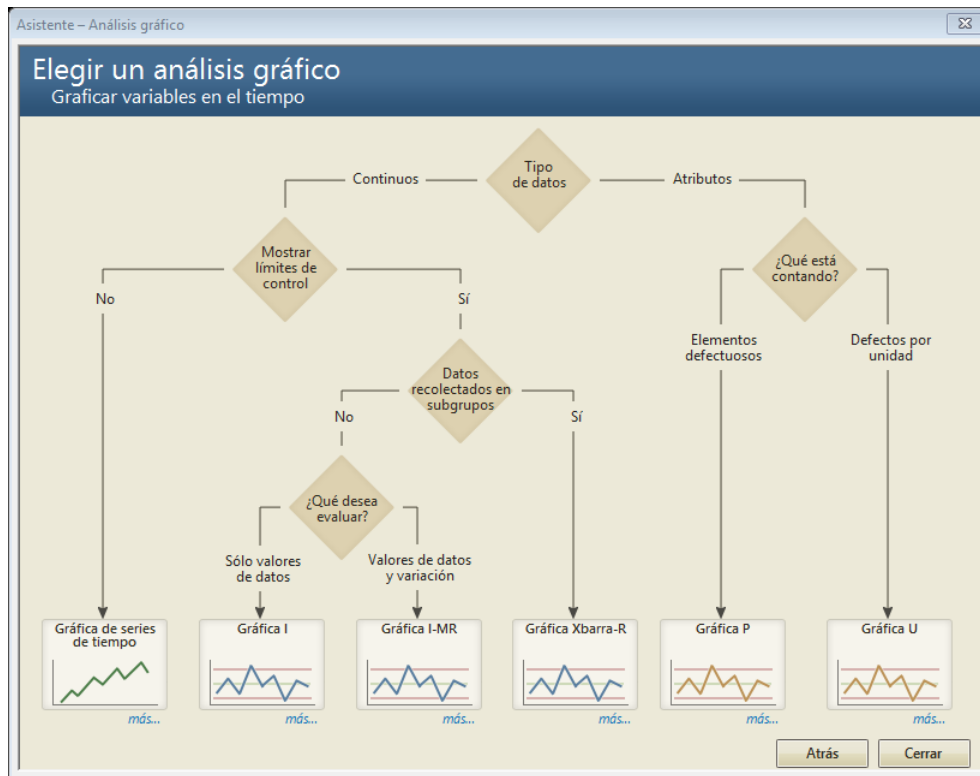 Asistente – Análisis gráfico
Elegir un análisis gráfico
Graficar variables en el tiempo
Tipo
de datos
Continuos
Atributos
Mostrar
límites de
control
¿Qué está
contando?
No
Sí
Elementos
defectuosos
Defectos por
unidad
Datos
recolectados en
subgrupos
No
Sí
¿Qué desea
evaluar?
Sólo valores
de datos
Valores de datos
y variación
Gráfica de series
de tiempo
Gráfica I
Gráfica I-MR
Gráfica Xbarra-R
Gráfica P
Gráfica U
más...
más...
más...
más...
más...
más...
Atrás
Cerrar